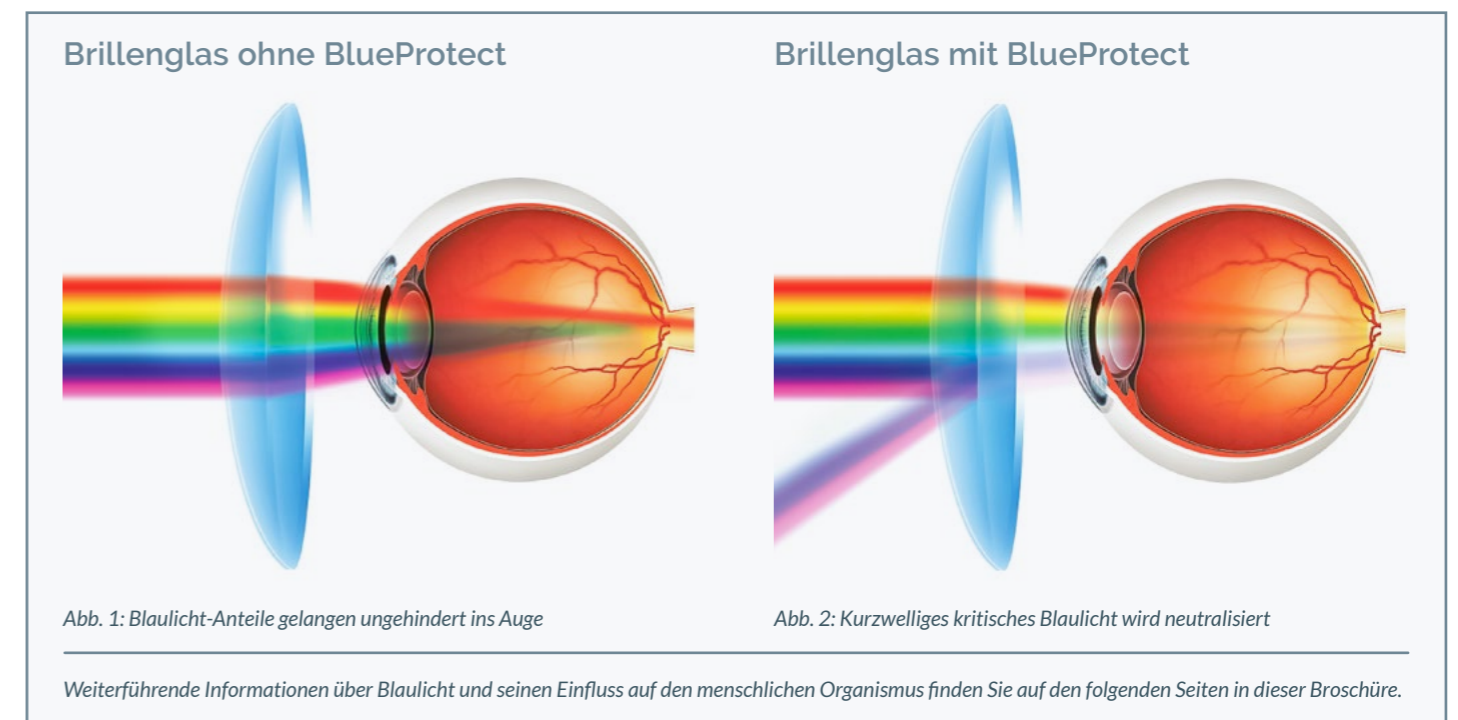 Brillenglas ohne BlueProtect
Brillenglas mit BlueProtect
Abb. 1: Blaulicht-Anteile gelangen ungehindert ins Auge
Abb. 2: Kurzwelliges kritisches Blaulicht wird neutralisiert
Weiterführende Informationen über Blaulicht und seinen Einfluss auf den menschlichen Organismus finden Sie auf den folgenden Seiten in dieser Broschüre.